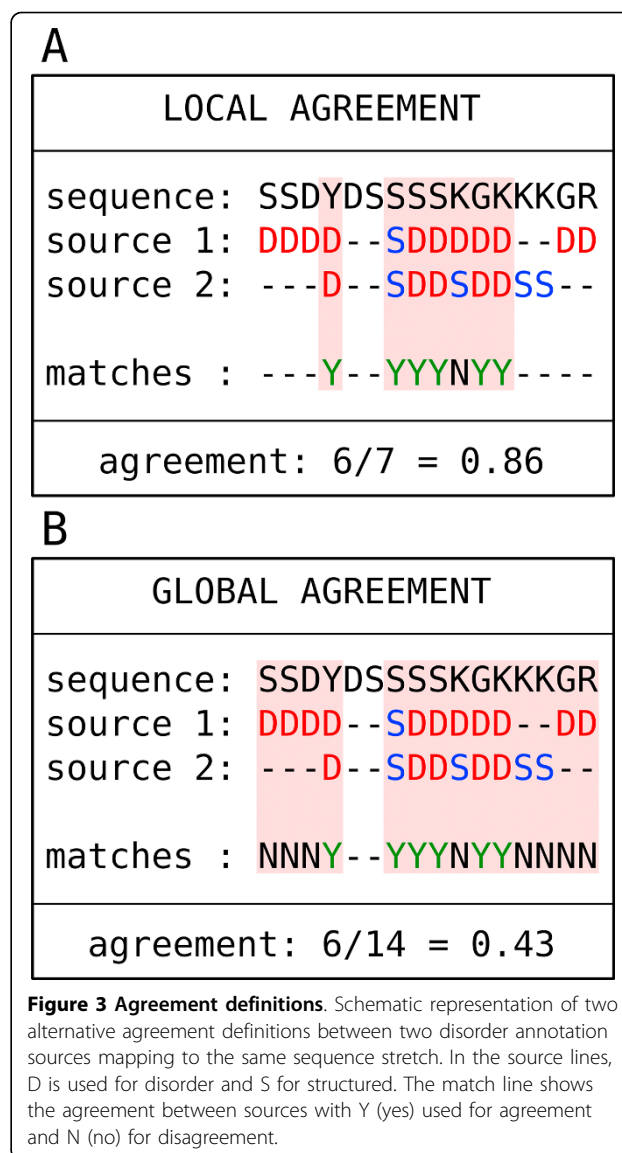 A
LOCAL AGREEMENT
sequence: SSDYDSSSSKGKKKGR
source 1: DDDD--SDDDDD--DD
source 2: ---D--SDDSDDSS--
matches : ---Y--YYYNYY----
agreement: 6/7 = 0.86
B
GLOBAL AGREEMENT
sequence: SSDYDSSSSKGKKKGR
source 1: DDDD--SDDDDD--DD
source 2: ---D--SDDSDDSS--
matches : NNNY--YYYNYYNNNN
agreement: 6/14 = 0.43
Figure 3 Agreement definitions. Schematic representation of two
alternative agreement definitions between two disorder annotation
sources mapping to the same sequence stretch. In the source lines,
D is used for disorder and S for structured. The match line shows
the agreement between sources with Y (yes) used for agreement
and N (no) for disagreement.